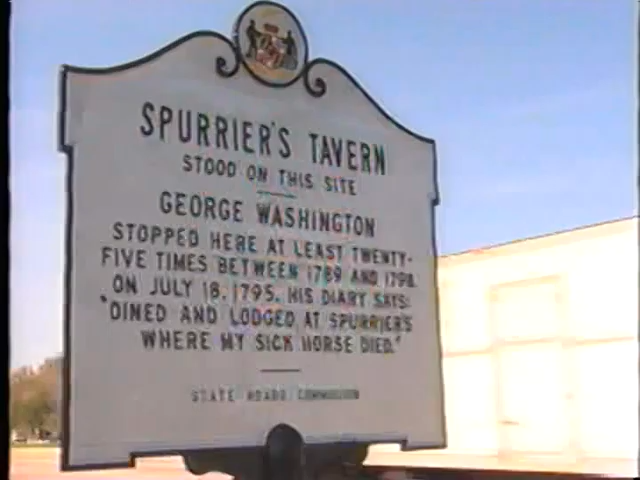 SPURRIER'S TAVERN
STOOD ON THIS SITE
GEORGE WASHINGTON
STOPPED HERE AT LEAST TWENTY-
FIVE TIMES BETWEEN 1789 AND 1798.
ON JULY 18, 1795, HIS DIARY SAYS:
"DINED AND LODGED AT SPURRIER'S
WHERE MY SICK HORSE DIED."
STATE ROADS COMMISSION